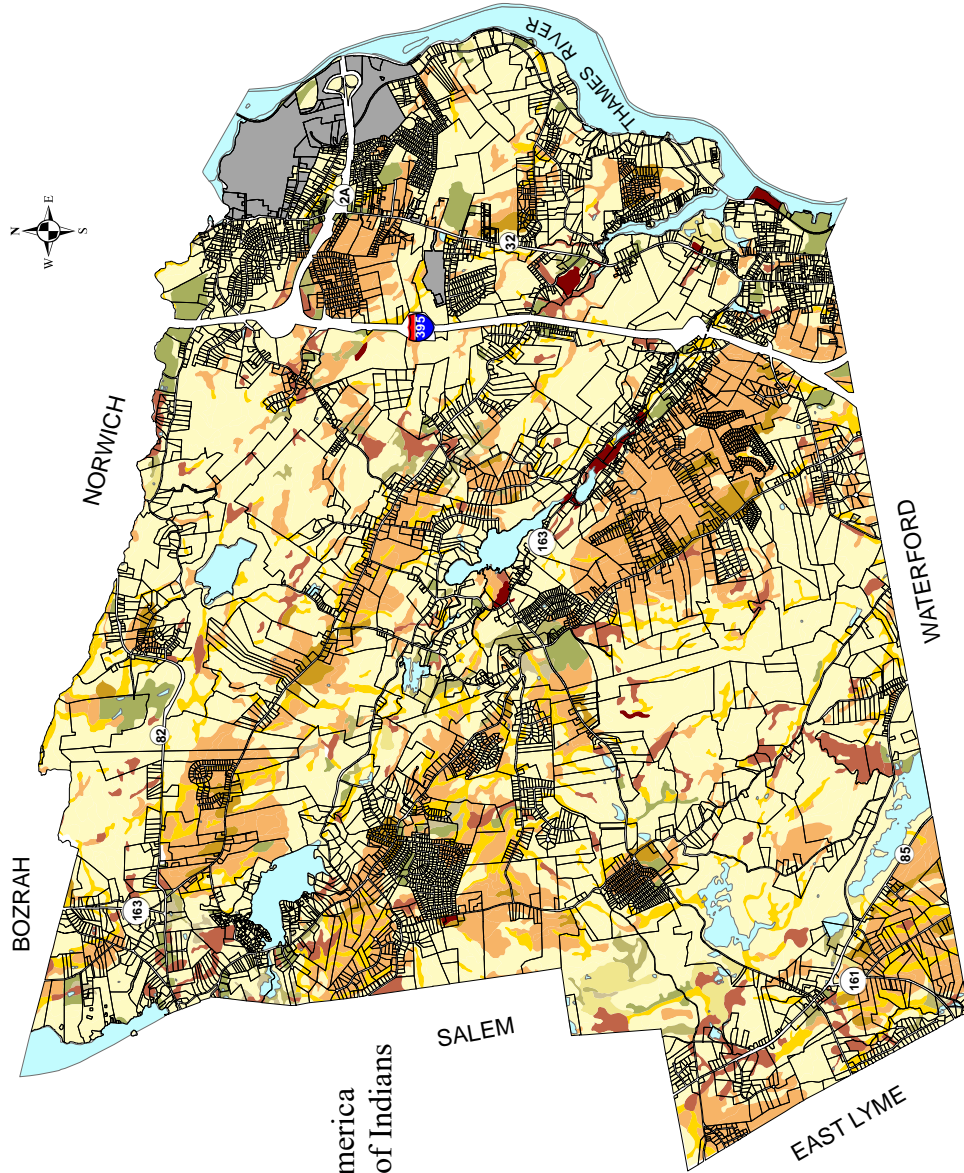 N
W E
S
THAMES RIVER
2A
NORWICH
32
395
163
82
BOZRAH
163
WATERFORD
85
SALEM
161
merica
of Indians
EAST LYME